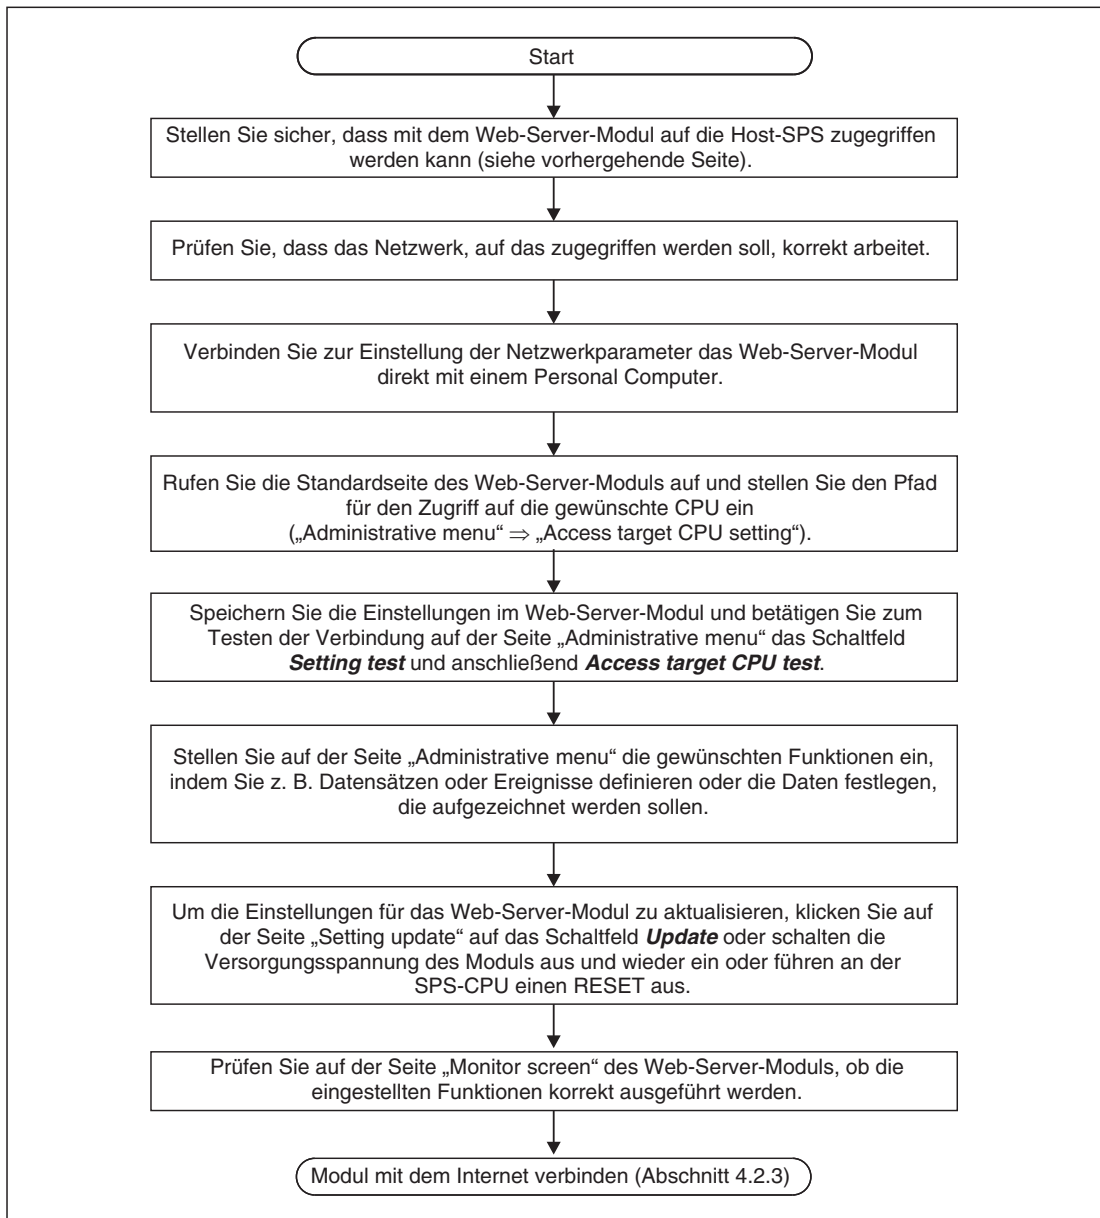 Start
Stellen Sie sicher, dass mit dem Web-Server-Modul auf die Host-SPS zugegriffen
werden kann (siehe vorhergehende Seite).
Prüfen Sie, dass das Netzwerk, auf das zugegriffen werden soll, korrekt arbeitet.
Verbinden Sie zur Einstellung der Netzwerkparameter das Web-Server-Modul
direkt mit einem Personal Computer.
Rufen Sie die Standardseite des Web-Server-Moduls auf und stellen Sie den Pfad
für den Zugriff auf die gewünschte CPU ein
(„Administrative menu“ ⇒ „Access target CPU setting“).
Speichern Sie die Einstellungen im Web-Server-Modul und betätigen Sie zum
Testen der Verbindung auf der Seite „Administrative menu“ das Schaltfeld
Setting test und anschließend Access target CPU test.
Stellen Sie auf der Seite „Administrative menu“ die gewünschten Funktionen ein,
indem Sie z. B. Datensätzen oder Ereignisse definieren oder die Daten festlegen,
die aufgezeichnet werden sollen.
Um die Einstellungen für das Web-Server-Modul zu aktualisieren, klicken Sie auf
der Seite „Setting update“ auf das Schaltfeld Update oder schalten die
Versorgungsspannung des Moduls aus und wieder ein oder führen an der
SPS-CPU einen RESET aus.
Prüfen Sie auf der Seite „Monitor screen“ des Web-Server-Moduls, ob die
eingestellten Funktionen korrekt ausgeführt werden.
Modul mit dem Internet verbinden (Abschnitt 4.2.3)